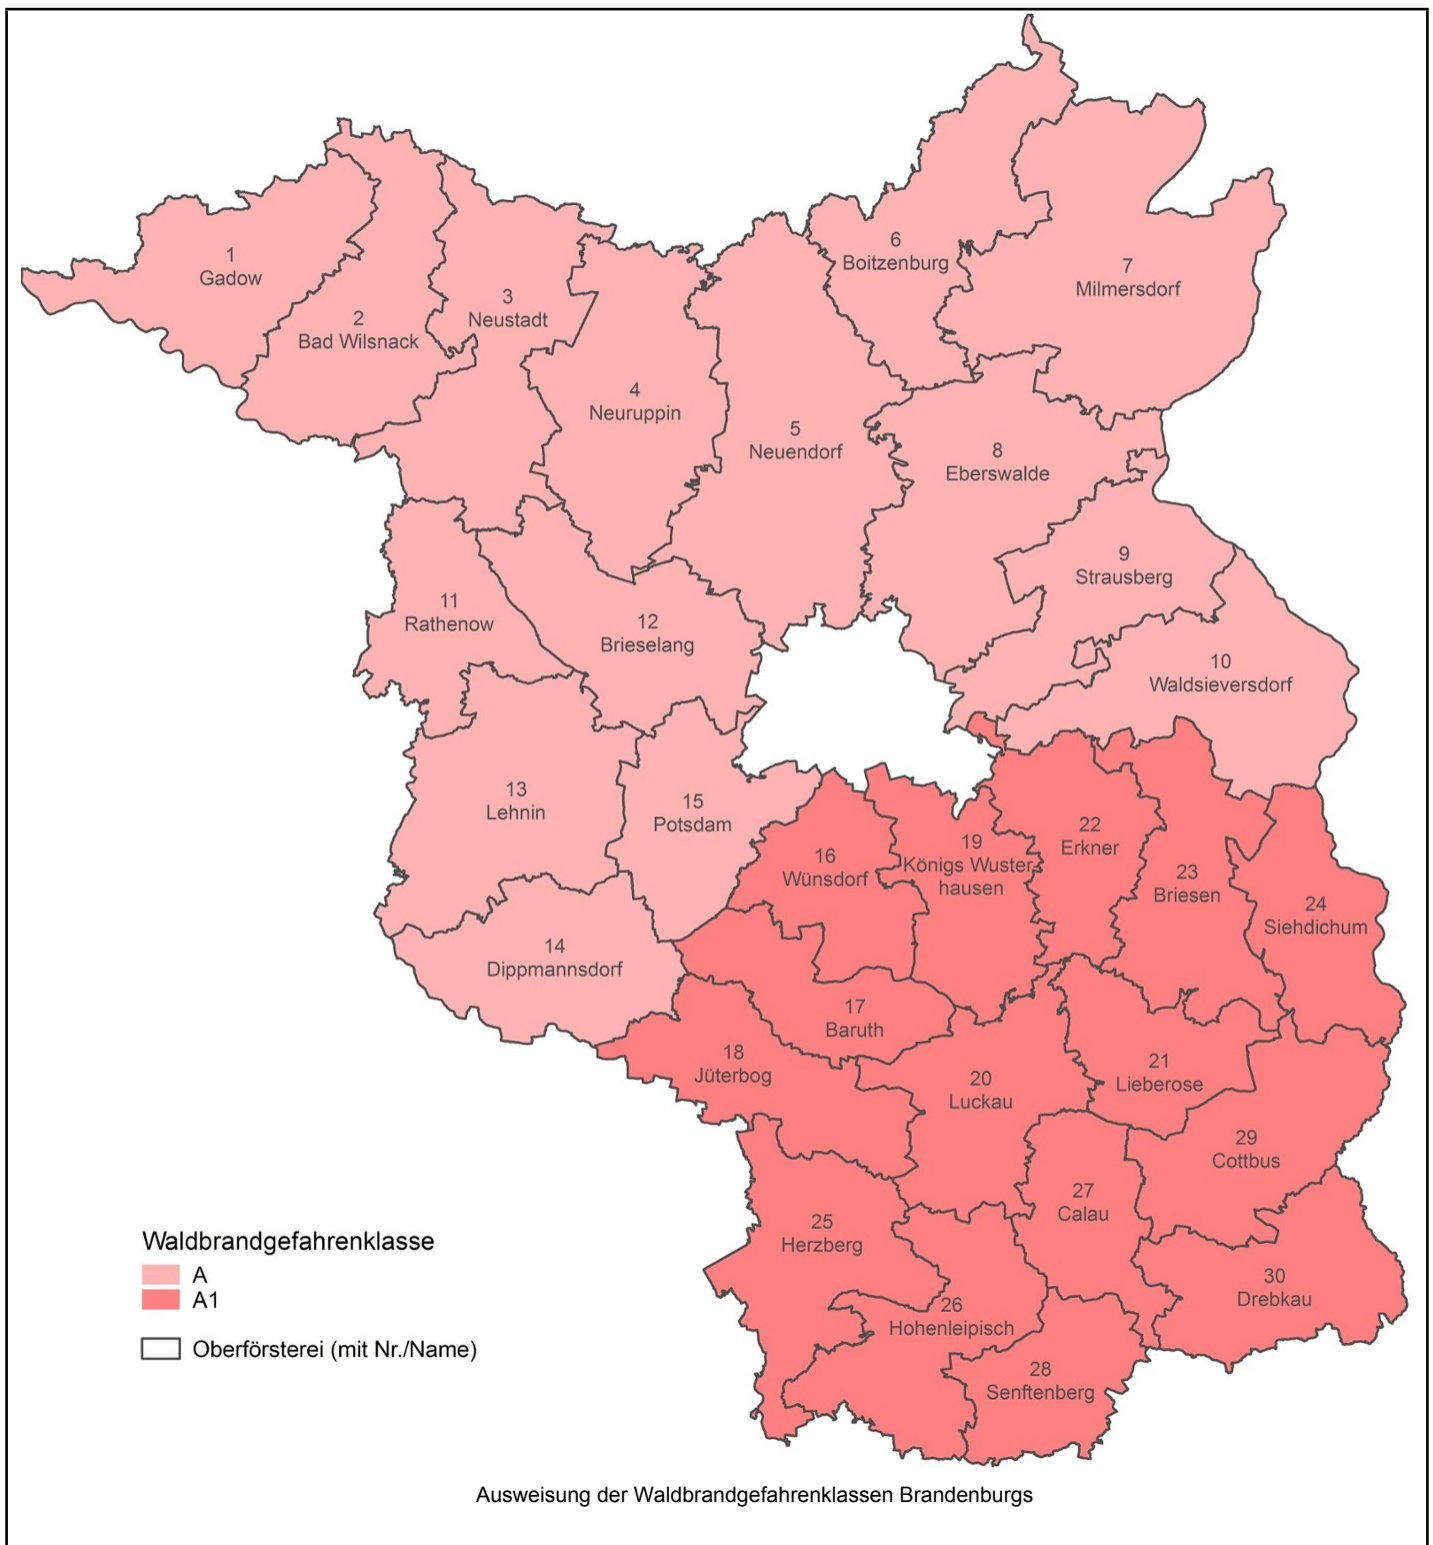 1
Gadow
2
Bad Wilsnack
3
Neustadt
4
Neuruppin
5
Neuendorf
6
Boitzenburg
7
Milmersdorf
8
Eberswalde
9
Strausberg
10
Waldsieversdorf
11
Rathenow
12
Brieselang
13
Lehnin
14
Dippmannsdorf
15
Potsdam
16
Wünsdorf
17
Baruth
18
Jüterbog
19
Königs Wuster-
hausen
20
Luckau
21
Lieberose
22
Erkner
23
Briesen
24
Siehdichum
25
Herzberg
26
Hohenleipisch
27
Calau
28
Senftenberg
29
Cottbus
30
Drebkau
Waldbrandgefahrenklasse
A
A1
Oberförsterei (mit Nr./Name)
Ausweisung der Waldbrandgefahrenklassen Brandenburgs